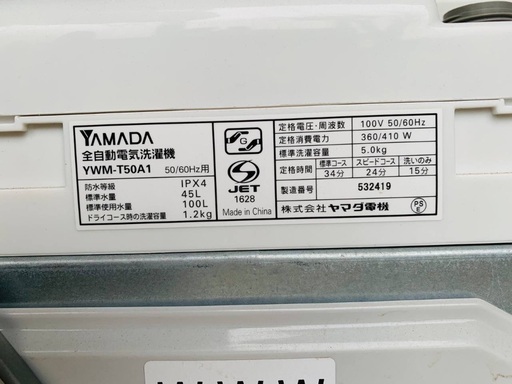 YAMADA
全自動電気洗濯機
YWM-T50A1 50/60Hz用
防水等級 IPX4
標準水量 45L
標準使用水量 100L
ドライコース時の洗濯容量 1.2kg
G
S
JET
1628
Made in China
定格電圧・周波数 100V 50/60Hz
定格消費電力 360/410 W
標準洗濯容量 5.0kg
定格時間 標準コース スピードコース 洗いのみ
34分 24分 15分
製造番号 532419
株式会社ヤマダ電機
PS
E